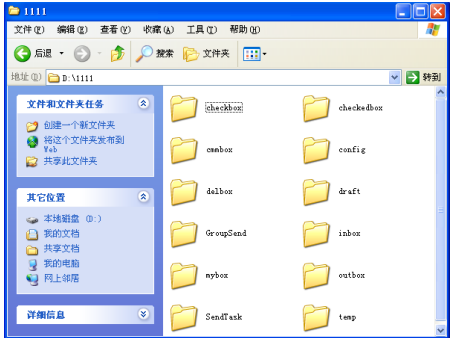 1111
文件(F) 编辑(E) 查看(V) 收藏(A) 工具(T) 帮助(H)
后退 搜索 文件夹
地址(D) D:\1111 转到
文件和文件夹任务
创建一个新文件夹
将这个文件夹发布到
Web
共享此文件夹
其它位置
本地磁盘 (D:)
我的文档
共享文档
我的电脑
网上邻居
详细信息
checkbox checkedbox
cmmbox config
delbox draft
GroupSend inbox
mybox outbox
SendTask temp